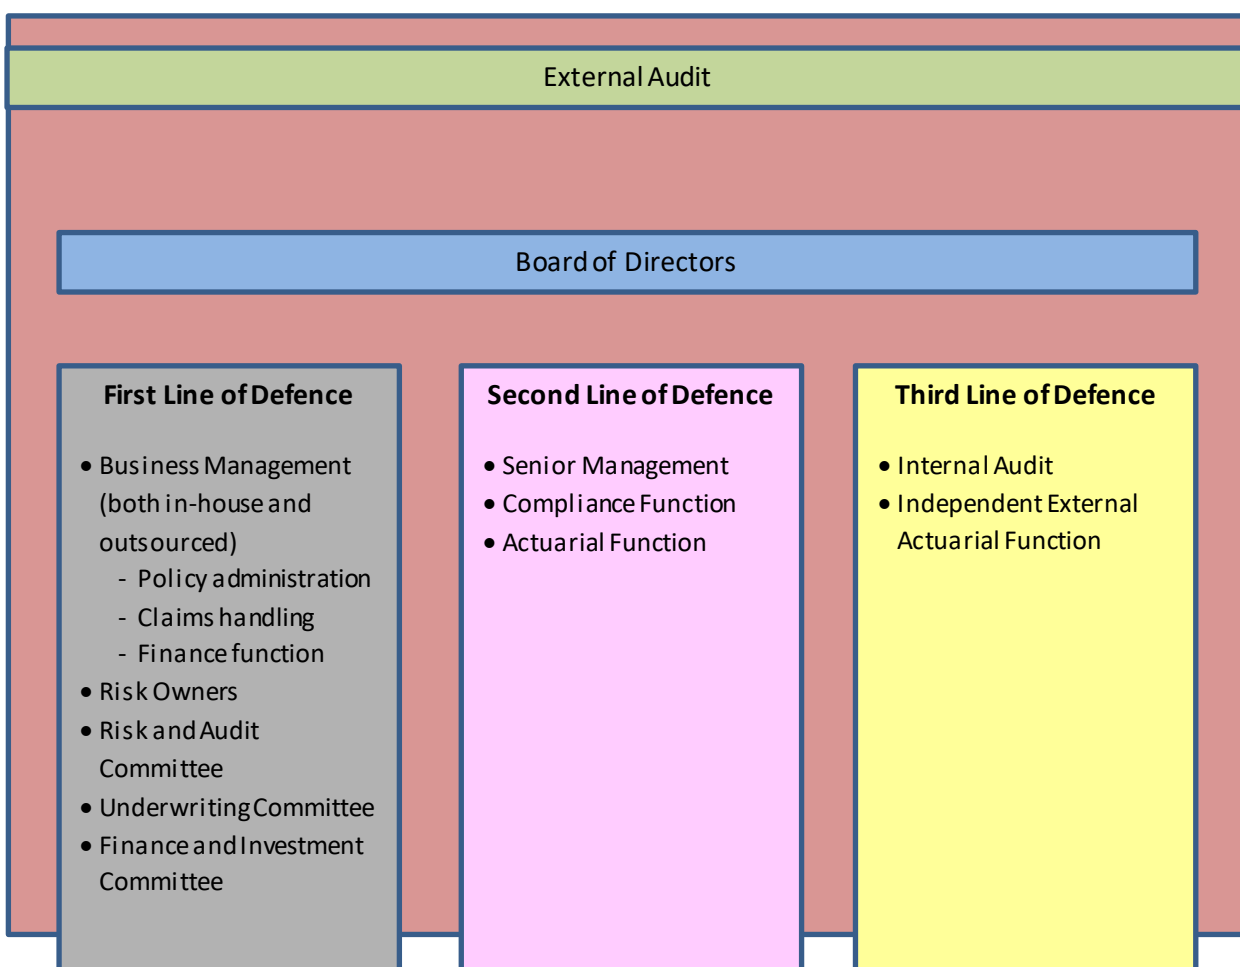 External Audit
Board of Directors
First Line of Defence
• Business Management
(both in-house and
outsourced)
- Policy administration
- Claims handling
- Finance function
• Risk Owners
• Risk and Audit
Committee
• Underwriting Committee
• Finance and Investment
Committee
Second Line of Defence
• Senior Management
• Compliance Function
• Actuarial Function
Third Line of Defence
• Internal Audit
• Independent External
Actuarial Function